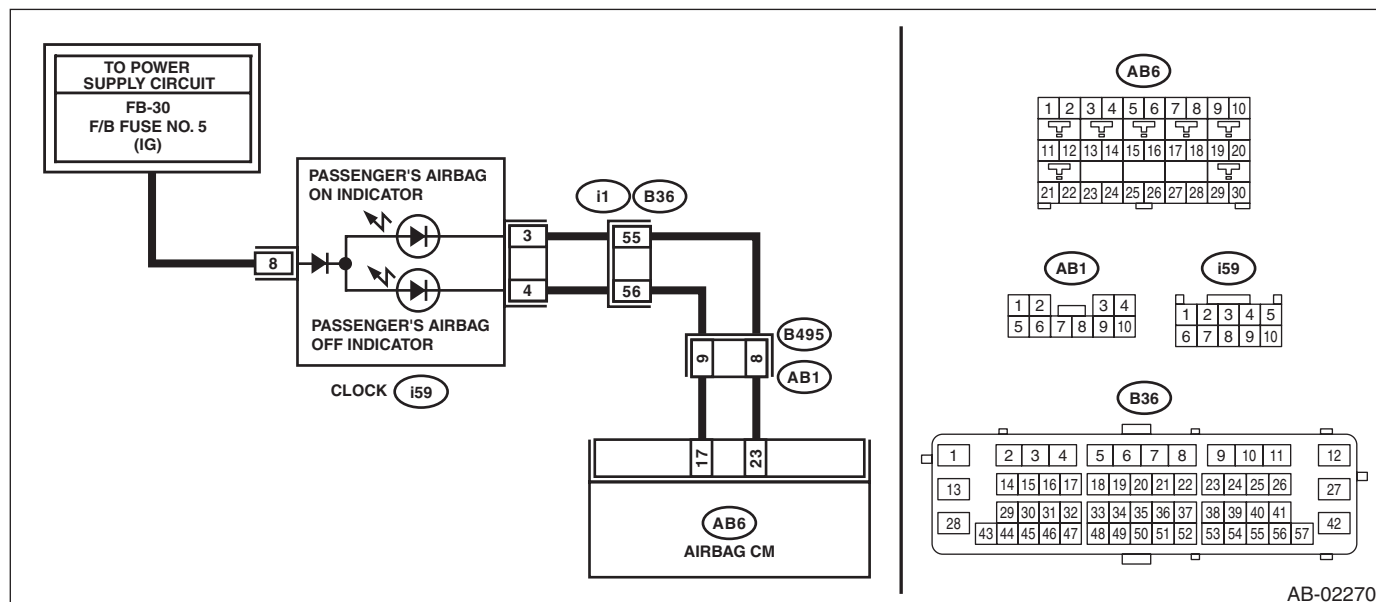 TO POWER
SUPPLY CIRCUIT
FB-30
F/B FUSE NO. 5
(IG)
PASSENGER'S AIRBAG
ON INDICATOR
8
3
4
PASSENGER'S AIRBAG
OFF INDICATOR
CLOCK i59
i1 B36
55
56
B495
9 8
AB1
17 23
AB6
AIRBAG CM
AB6
1 2 3 4 5 6 7 8 9 10
11 12 13 14 15 16 17 18 19 20
21 22 23 24 25 26 27 28 29 30
AB1
1 2 3 4
5 6 7 8 9 10
i59
1 2 3 4 5
6 7 8 9 10
B36
1 2 3 4 5 6 7 8 9 10 11 12
13 14 15 16 17 18 19 20 21 22 23 24 25 26 27
28 29 30 31 32 33 34 35 36 37 38 39 40 41 42
43 44 45 46 47 48 49 50 51 52 53 54 55 56 57
AB-02270